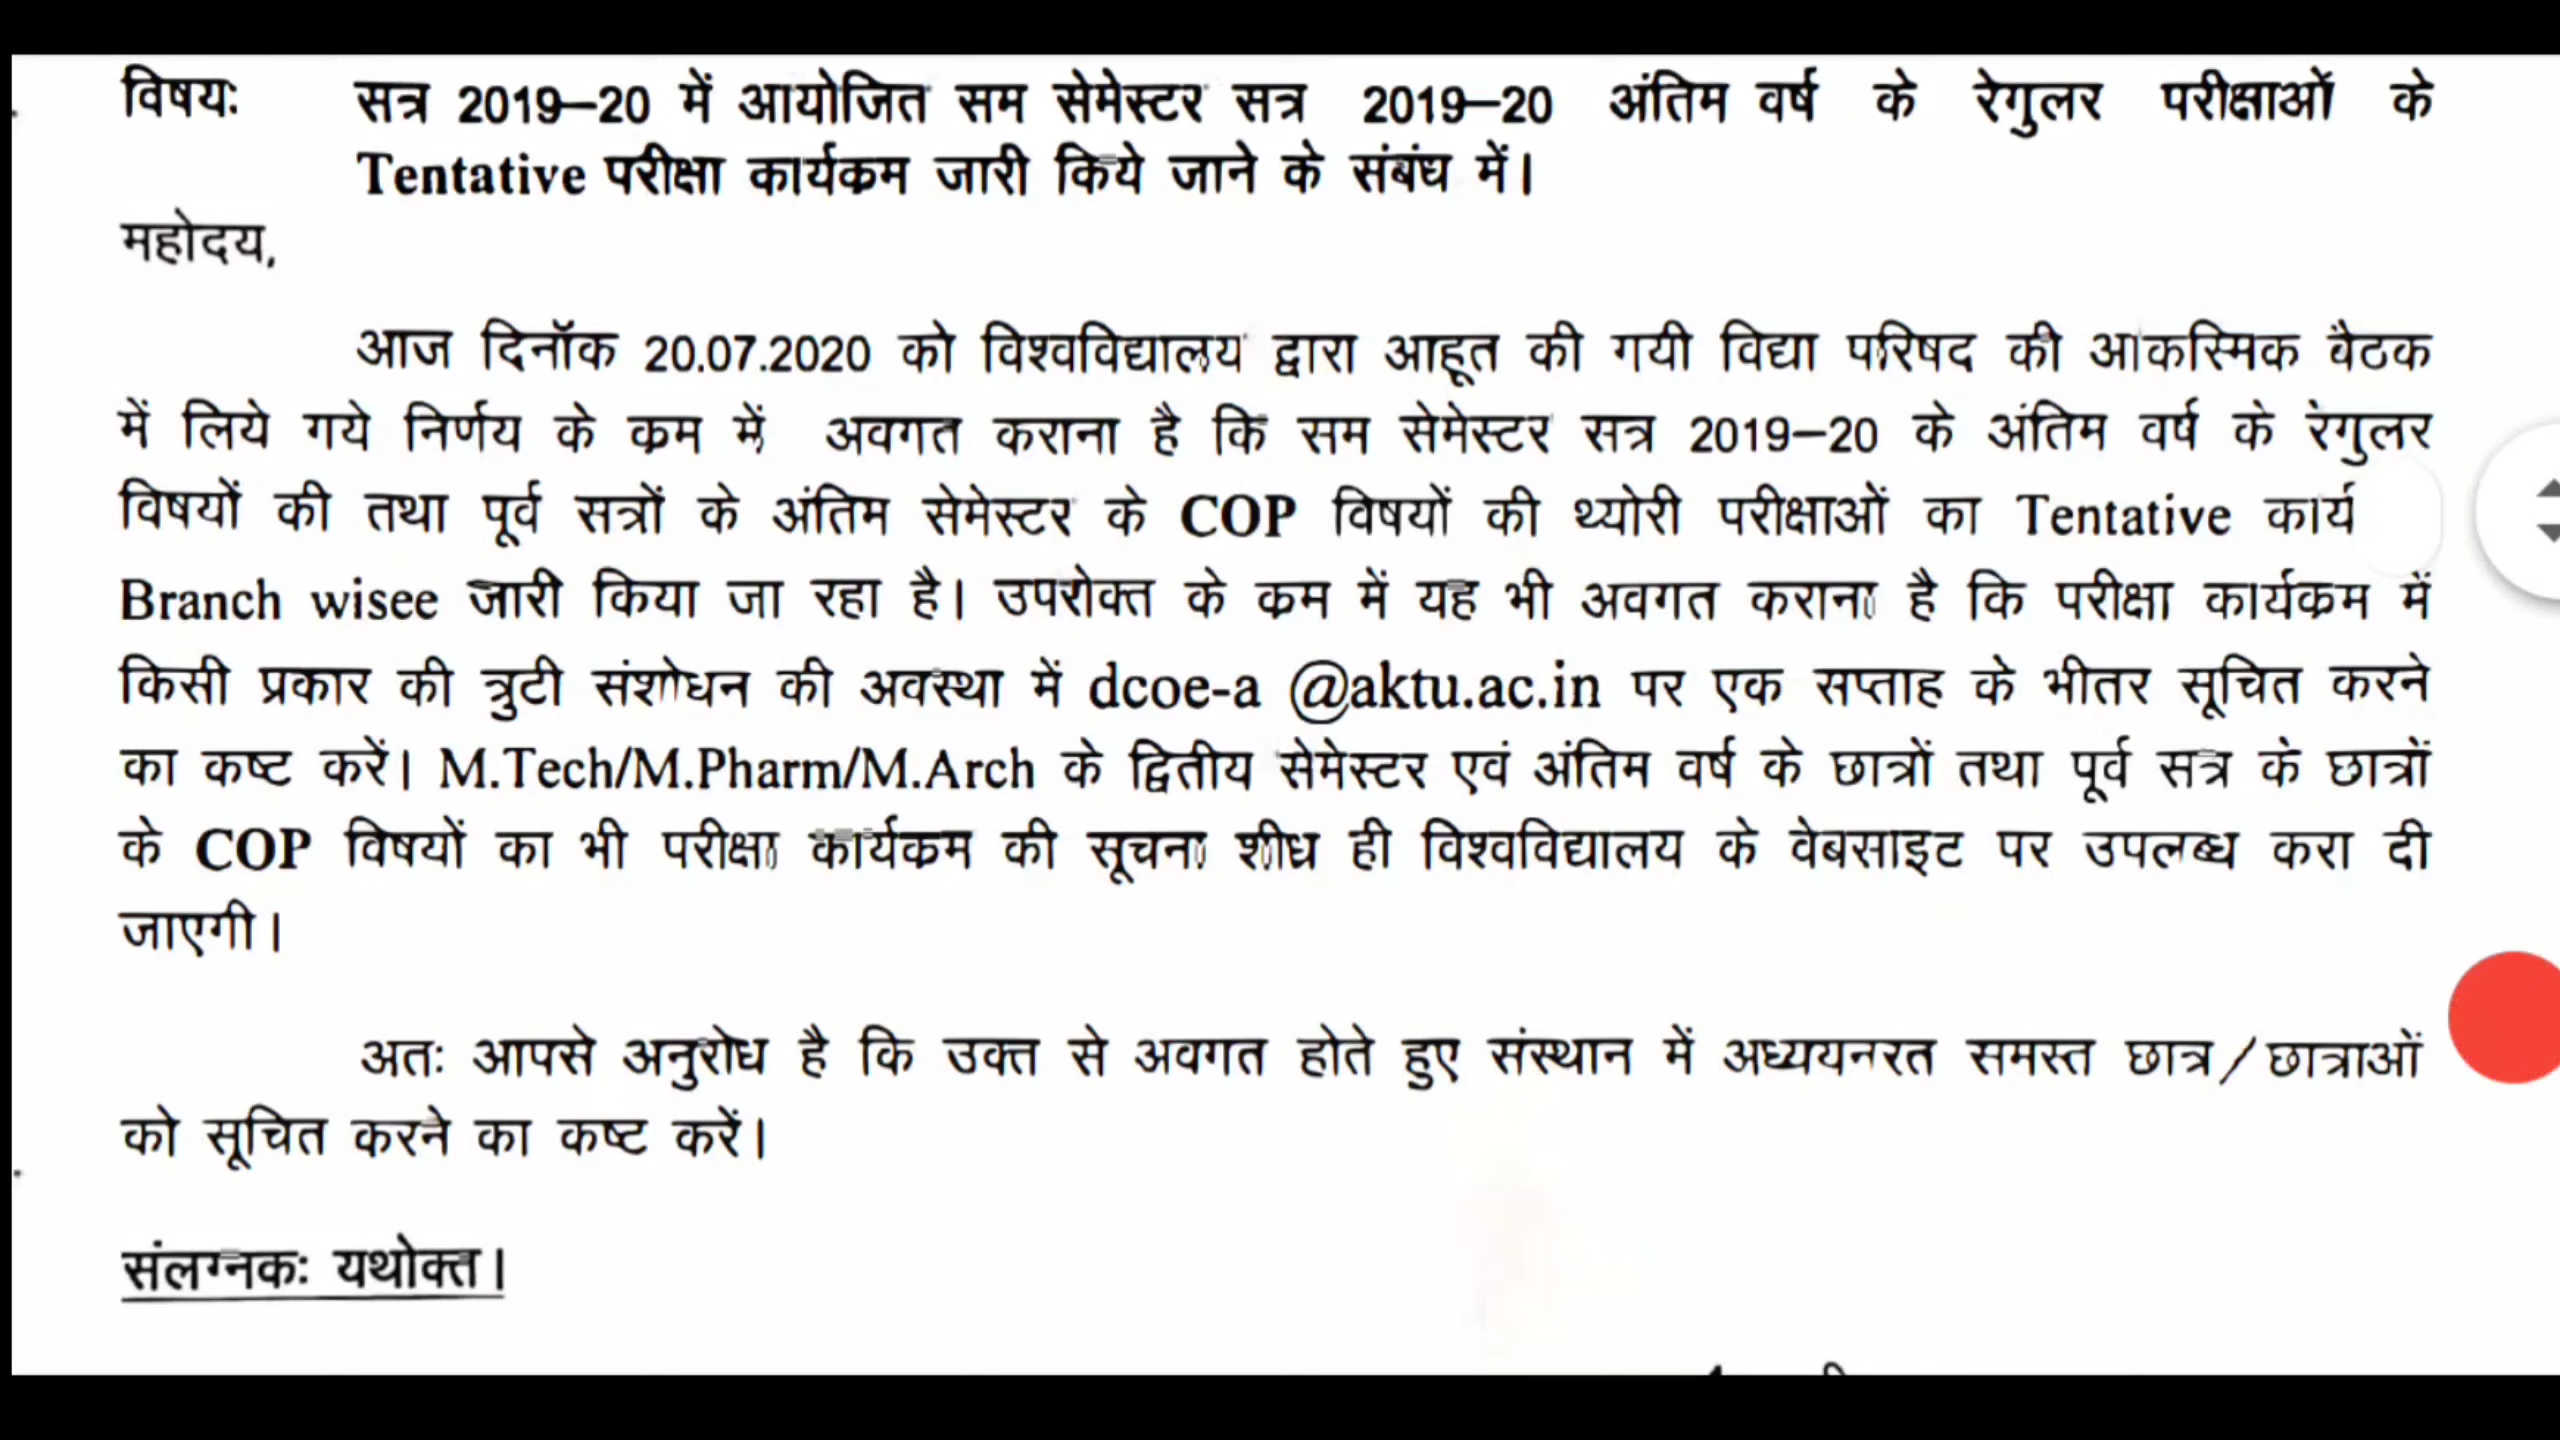 विषयः सत्र 2019–20 में आयोजित सम सेमेस्टर सत्र 2019–20 अंतिम वर्ष के रेगुलर परीक्षाओं के
Tentative परीक्षा कार्यकम जारी किये जाने के संबंध में।
महोदय,
आज दिनॉक 20.07.2020 को विश्वविद्यालय द्वारा आहूत की गयी विद्या परिषद की आकस्मिक बैठक
में लिये गये निर्णय के कम में अवगत कराना है कि सम सेमेस्टर सत्र 2019–20 के अंतिम वर्ष के रेगुलर
विषयों की तथा पूर्व सत्रों के अंतिम सेमेस्टर के COP विषयों की थ्योरी परीक्षाओं का Tentative कार्य
Branch wisee जारी किया जा रहा है। उपरोक्त के कम में यह भी अवगत कराना है कि परीक्षा कार्यकम में
किसी प्रकार की त्रुटी संशोधन की अवस्था में dcoe-a @aktu.ac.in पर एक सप्ताह के भीतर सूचित करने
का कष्ट करें। M.Tech/M.Pharm/M.Arch के द्वितीय सेमेस्टर एवं अंतिम वर्ष के छात्रों तथा पूर्व सत्र के छात्रों
के COP विषयों का भी परीक्षा कार्यकम की सूचना शीध ही विश्वविद्यालय के वेबसाइट पर उपलब्ध करा दी
जाएगी।
अतः आपसे अनुरोध है कि उक्त से अवगत होते हुए संस्थान में अध्ययनरत समस्त छात्र/छात्राओं
को सूचित करने का कष्ट करें।
संलग्नकः यथोक्त।